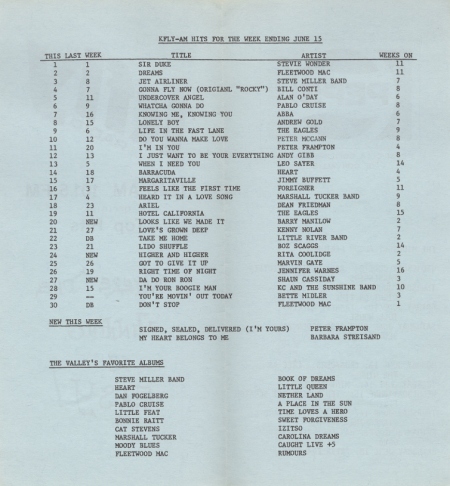 KFLY-AM HITS FOR THE WEEK ENDING JUNE 15
THIS LAST WEEK TITLE ARTIST WEEKS ON
1 1 SIR DUKE STEVIE WONDER 11
2 2 DREAMS FLEETWOOD MAC 11
3 8 JET AIRLINER STEVE MILLER BAND 7
4 7 GONNA FLY NOW (ORIGIANL "ROCKY") BILL CONTI 8
5 11 UNDERCOVER ANGEL ALAN O'DAY 6
6 9 WHATCHA GONNA DO PABLO CRUISE 8
7 16 KNOWING ME, KNOWING YOU ABBA 6
8 15 LONELY BOY ANDREW GOLD 7
9 6 LIFE IN THE FAST LANE THE EAGLES 9
10 12 DO YOU WANNA MAKE LOVE PETER MCCANN 8
11 20 I'M IN YOU PETER FRAMPTON 4
12 13 I JUST WANT TO BE YOUR EVERYTHING ANDY GIBB 8
13 5 WHEN I NEED YOU LEO SAYER 14
14 18 BARRACUDA HEART 4
15 17 MARGARITAVILLE JIMMY BUFFETT 5
16 3 FEELS LIKE THE FIRST TIME FOREIGNER 11
17 4 HEARD IT IN A LOVE SONG MARSHALL TUCKER BAND 9
18 23 ARIEL DEAN FRIEDMAN 8
19 11 HOTEL CALIFORNIA THE EAGLES 15
20 NEW LOOKS LIKE WE MADE IT BARRY MANILOW 2
21 27 LOVE'S GROWN DEEP KENNY NOLAN 7
22 DB TAKE ME HOME LITTLE RIVER BAND 2
23 21 LIDO SHUFFLE BOZ SCAGGS 14
24 NEW HIGHER AND HIGHER RITA COOLIDGE 2
25 26 GOT TO GIVE IT UP MARVIN GAYE 5
26 19 RIGHT TIME OF NIGHT JENNIFER WARNES 16
27 NEW DA DO RON RON SHAUN CASSIDAY 3
28 15 I'M YOUR BOOGIE MAN KC AND THE SUNSHINE BAND 10
29 -- YOU'RE MOVIN' OUT TODAY BETTE MIDLER 3
30 DB DON'T STOP FLEETWOOD MAC 1
NEW THIS WEEK
SIGNED, SEALED, DELIVERED (I'M YOURS) PETER FRAMPTON
MY HEART BELONGS TO ME BARBARA STREISAND
THE VALLEY'S FAVORITE ALBUMS
STEVE MILLER BAND BOOK OF DREAMS
HEART LITTLE QUEEN
DAN FOGELBERG NETHER LAND
PABLO CRUISE A PLACE IN THE SUN
LITTLE FEAT TIME LOVES A HERO
BONNIE RAITT SWEET FORGIVENESS
CAT STEVENS IZITSO
MARSHALL TUCKER CAROLINA DREAMS
MOODY BLUES CAUGHT LIVE +5
FLEETWOOD MAC RUMOURS